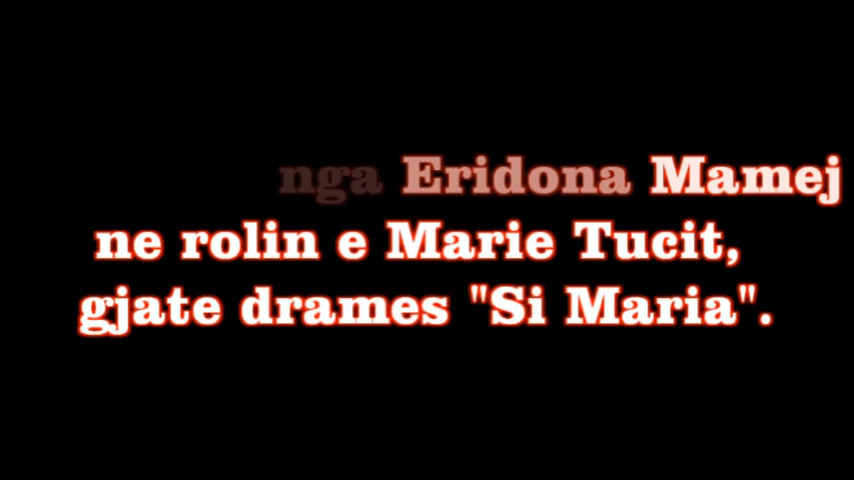 nga Eridona Mamej
ne rolin e Marie Tucit,
gjate drames "Si Maria".